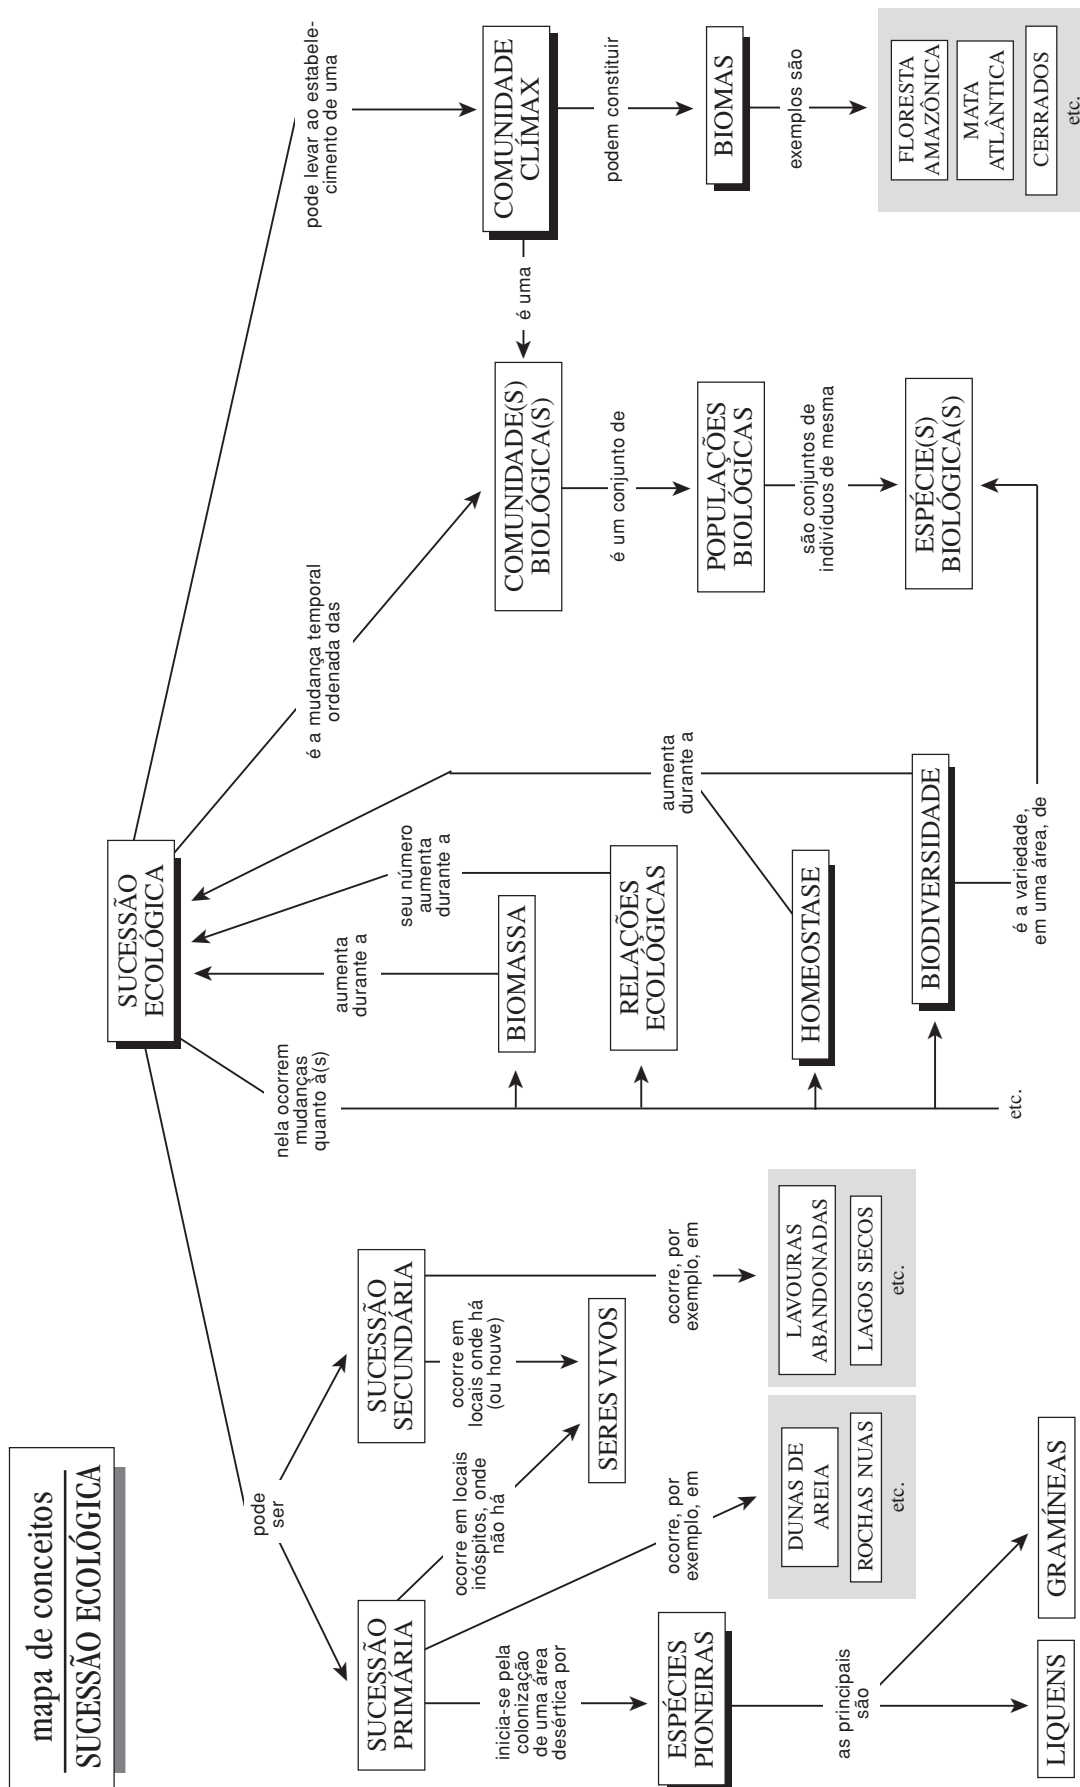 mapa de conceitos
SUCESSÃO ECOLÓGICA
SUCESSÃO
ECOLÓGICA
pode
ser
SUCESSÃO
PRIMÁRIA
inicia-se pela
colonização
de uma área
desértica por
ESPÉCIES
PIONEIRAS
as principais
são
LIQUENS
GRAMÍNEAS
ocorre, por
exemplo, em
DUNAS DE
AREIA
ROCHAS NUAS
etc.
ocorre em locais
inóspitos, onde
não há
SERES VIVOS
SUCESSÃO
SECUNDÁRIA
ocorre em
locais onde há
(ou houve)
ocorre, por
exemplo, em
LAVOURAS
ABANDONADAS
LAGOS SECOS
etc.
nela ocorrem
mudanças
quanto à(s)
BIOMASSA
aumenta
durante a
RELAÇÕES
ECOLÓGICAS
seu número
aumenta
durante a
HOMEOSTASE
aumenta
durante a
BIODIVERSIDADE
etc.
é a variedade,
em uma área, de
é a mudança temporal
ordenada das
COMUNIDADE(S)
BIOLÓGICA(S)
é um conjunto de
POPULAÇÕES
BIOLÓGICAS
são conjuntos de
indivíduos de mesma
ESPÉCIE(S)
BIOLÓGICA(S)
pode levar ao estabele-
cimento de uma
COMUNIDADE
CLÍMAX
é uma
podem constituir
BIOMAS
exemplos são
FLORESTA
AMAZÔNICA
MATA
ATLÂNTICA
CERRADOS
etc.